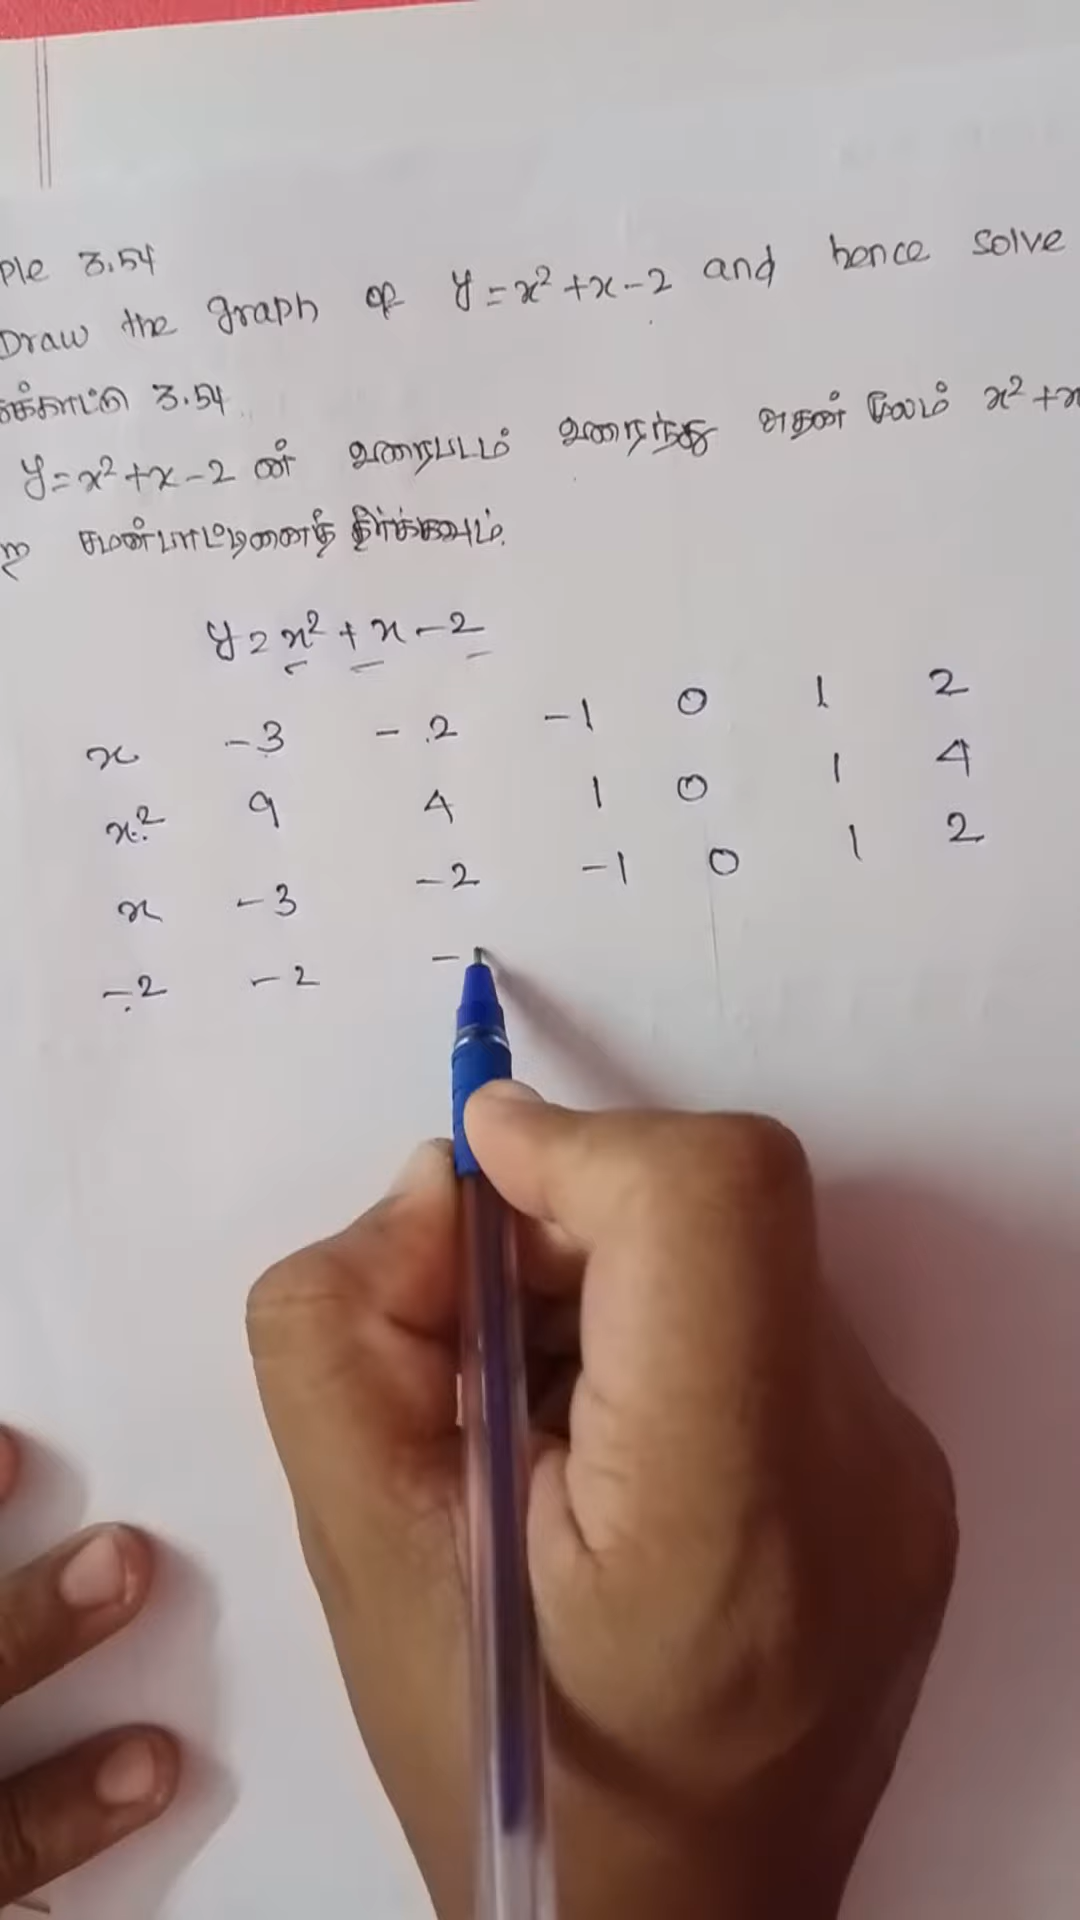 ple 3.54
Draw the graph of y = x² + x - 2 and hence solve
க்காட்டு 3.54
y = x² + x - 2 ன் வரைபடம் வரைந்து அதன் மூலம் x² + x
ற சமன்பாட்டினைத் தீர்க்கவும்.
y = x² + x - 2
x -3 -2 -1 0 1 2
x² 9 4 1 0 1 4
x -3 -2 -1 0 1 2
-2 -2 -